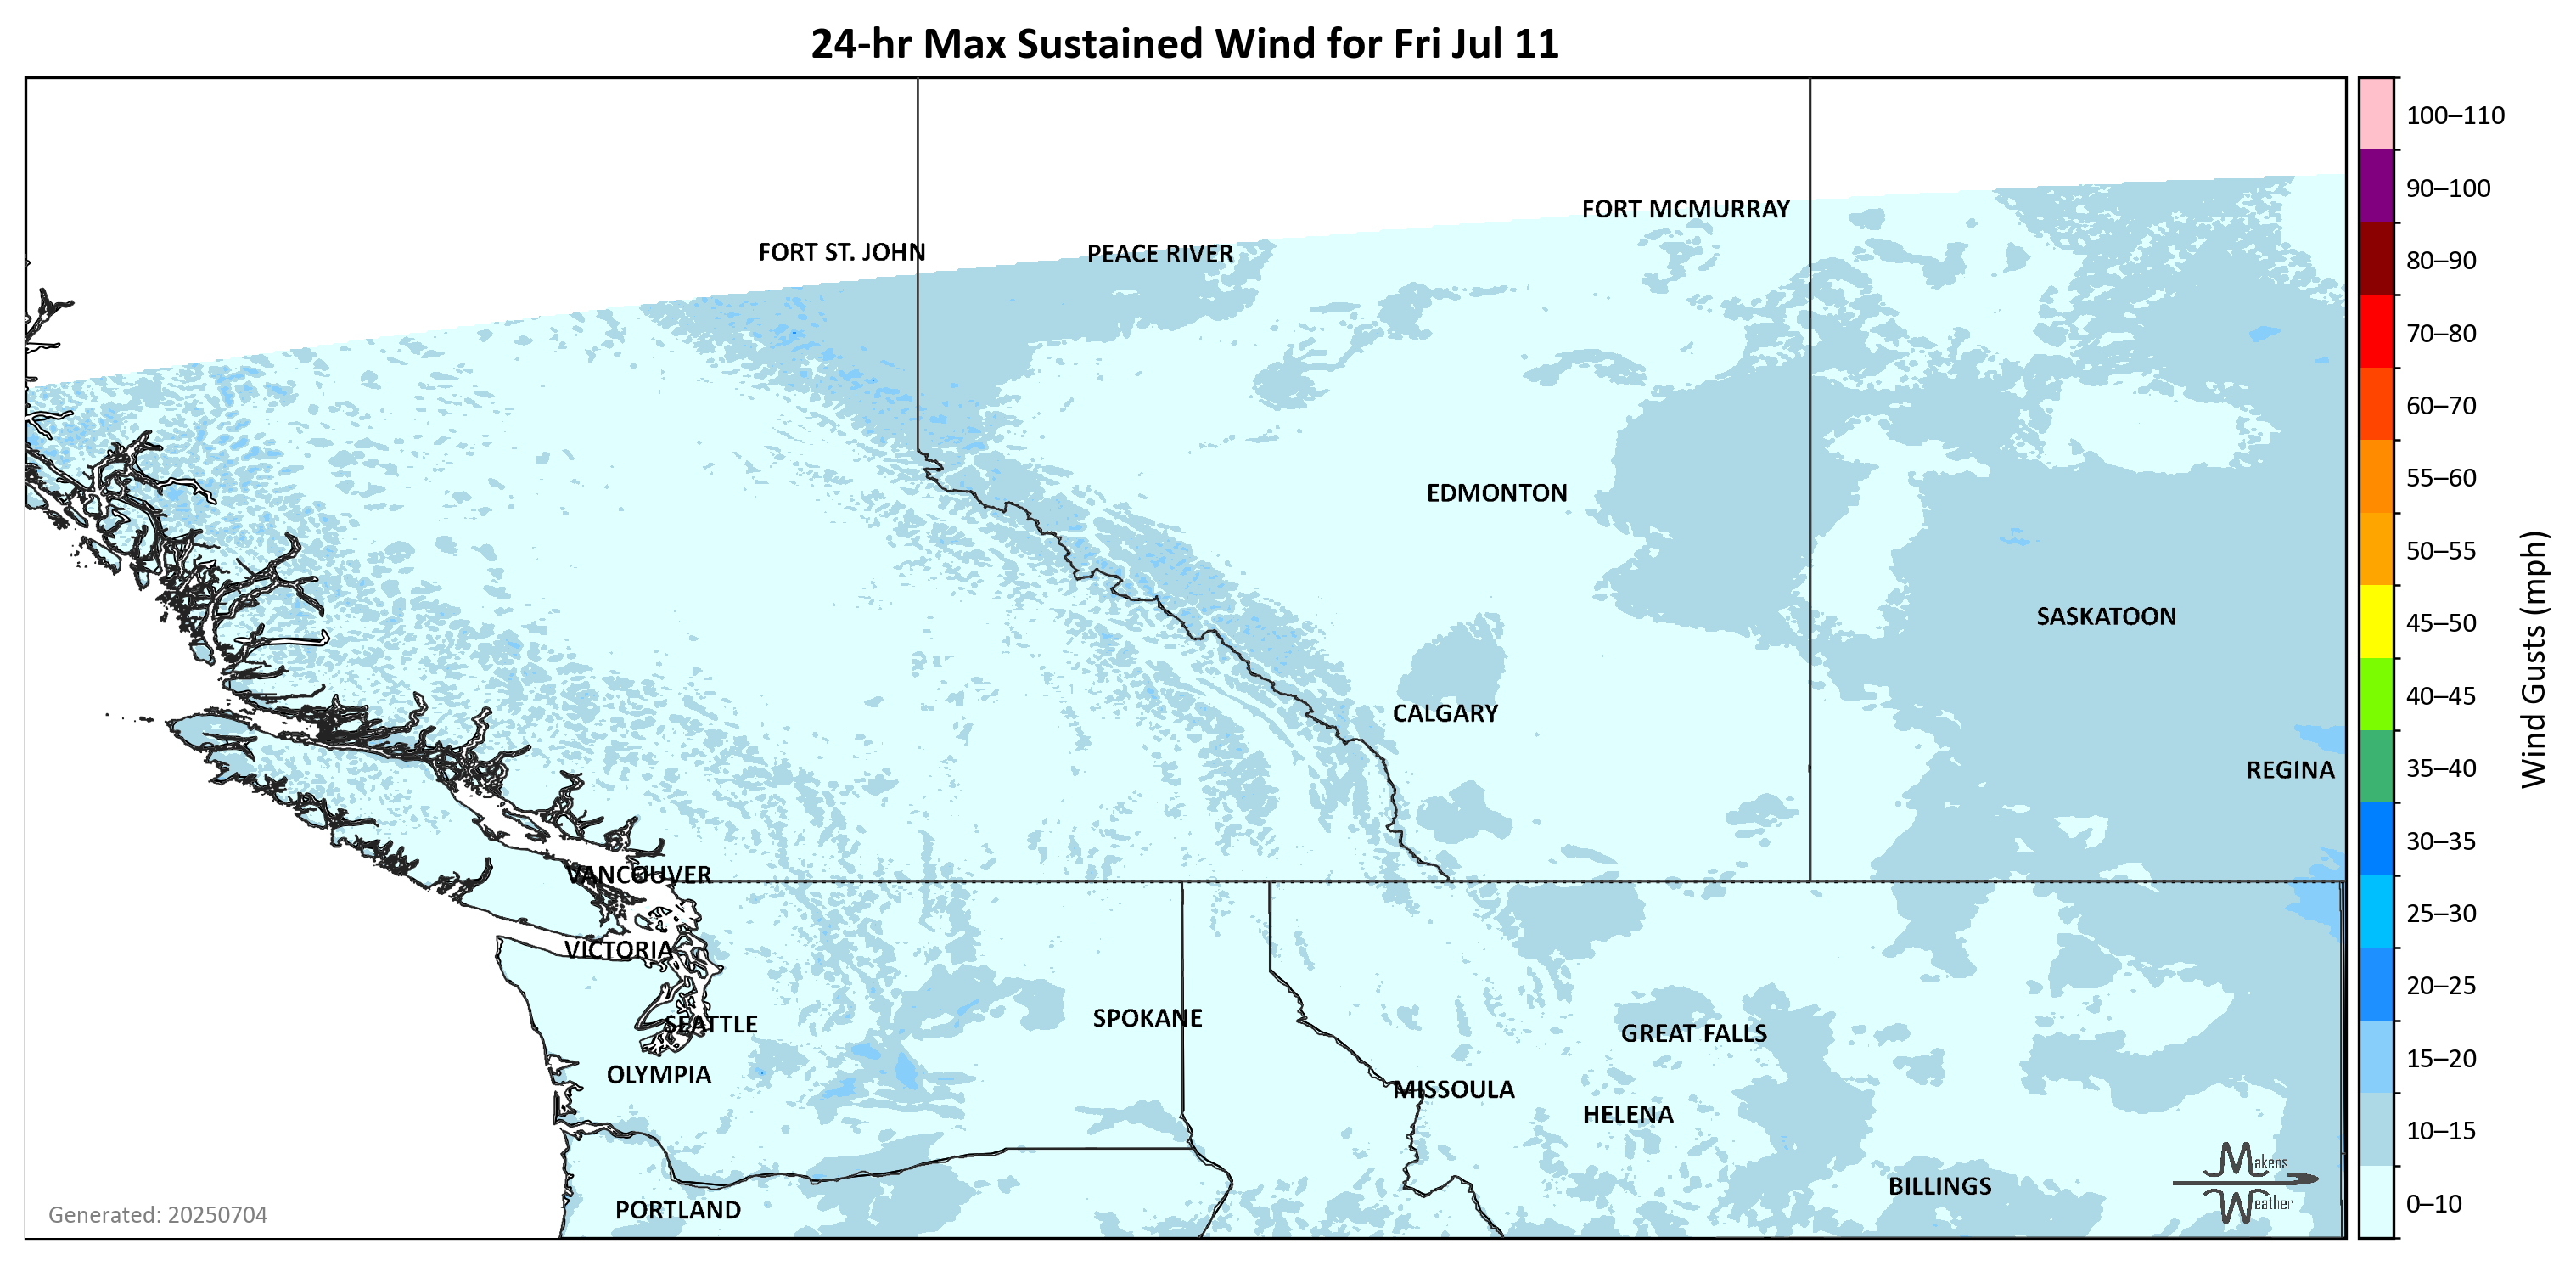 24-hr Max Sustained Wind for Fri Jul 11
100–110
90–100
80–90
70–80
60–70
55–60
50–55
45–50
40–45
35–40
30–35
25–30
20–25
15–20
10–15
0–10
Wind Gusts (mph)
FORT MCMURRAY
FORT ST. JOHN
PEACE RIVER
EDMONTON
SASKATOON
CALGARY
REGINA
VANCOUVER
VICTORIA
SEATTLE
SPOKANE
GREAT FALLS
OLYMPIA
MISSOULA
HELENA
BILLINGS
PORTLAND
Makens
Weather
Generated: 20250704